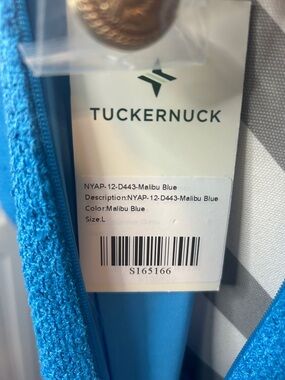 TUCKERNUCK
NYAP-12-D443-Malibu Blue
Description:NYAP-12-D443-Malibu Blue
Color:Malibu Blue
Size:L
S165166